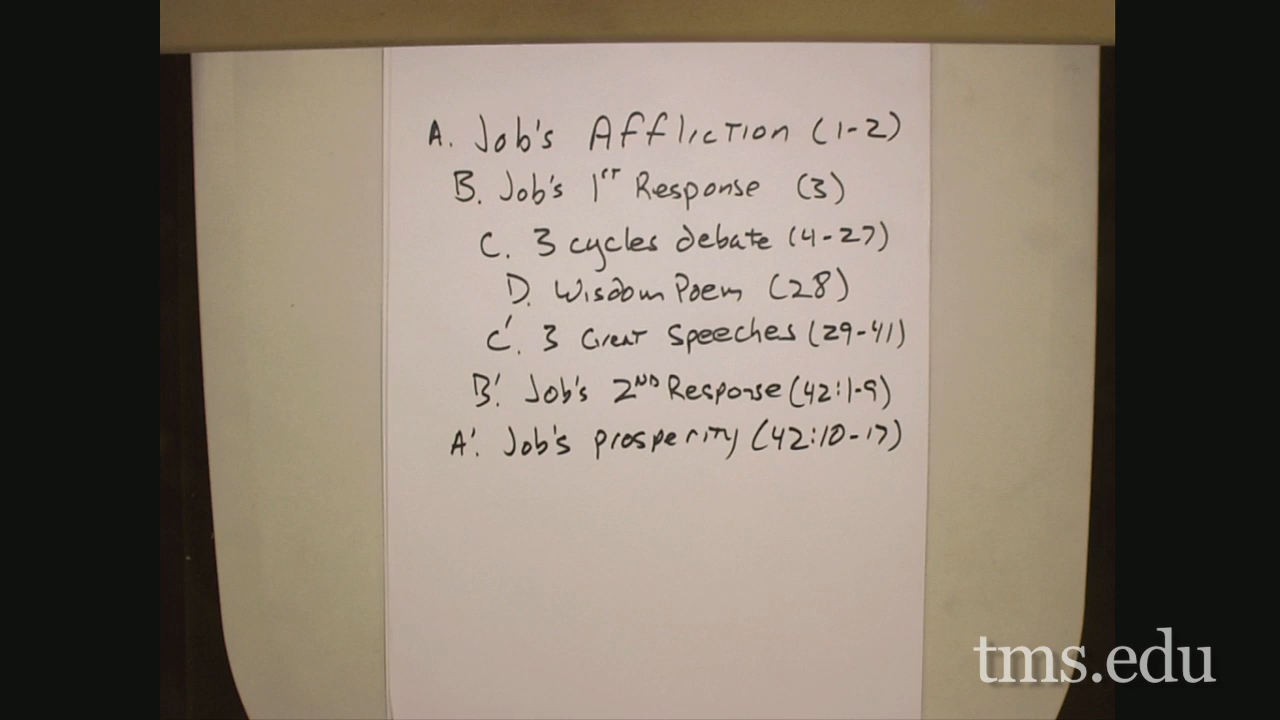 A. Job's Affliction (1-2)
B. Job's 1st Response (3)
C. 3 cycles debate (4-27)
D. Wisdom Poem (28)
C'. 3 Great Speeches (29-41)
B'. Job's 2ND Response (42:1-9)
A'. Job's prosperity (42:10-17)
tms.edu